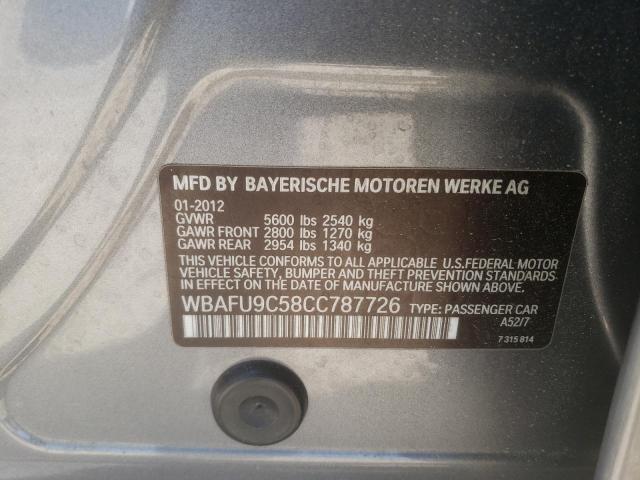 MFD BY BAYERISCHE MOTOREN WERKE AG
01-2012
GVWR 5600 lbs 2540 kg
GAWR FRONT 2800 lbs 1270 kg
GAWR REAR 2954 lbs 1340 kg
THIS VEHICLE CONFORMS TO ALL APPLICABLE U.S.FEDERAL MOTOR
VEHICLE SAFETY, BUMPER AND THEFT PREVENTION STANDARDS
IN EFFECT ON THE DATE OF MANUFACTURE SHOWN ABOVE.
WBAFU9C58CC787726 TYPE: PASSENGER CAR
A52/7
7 315 814